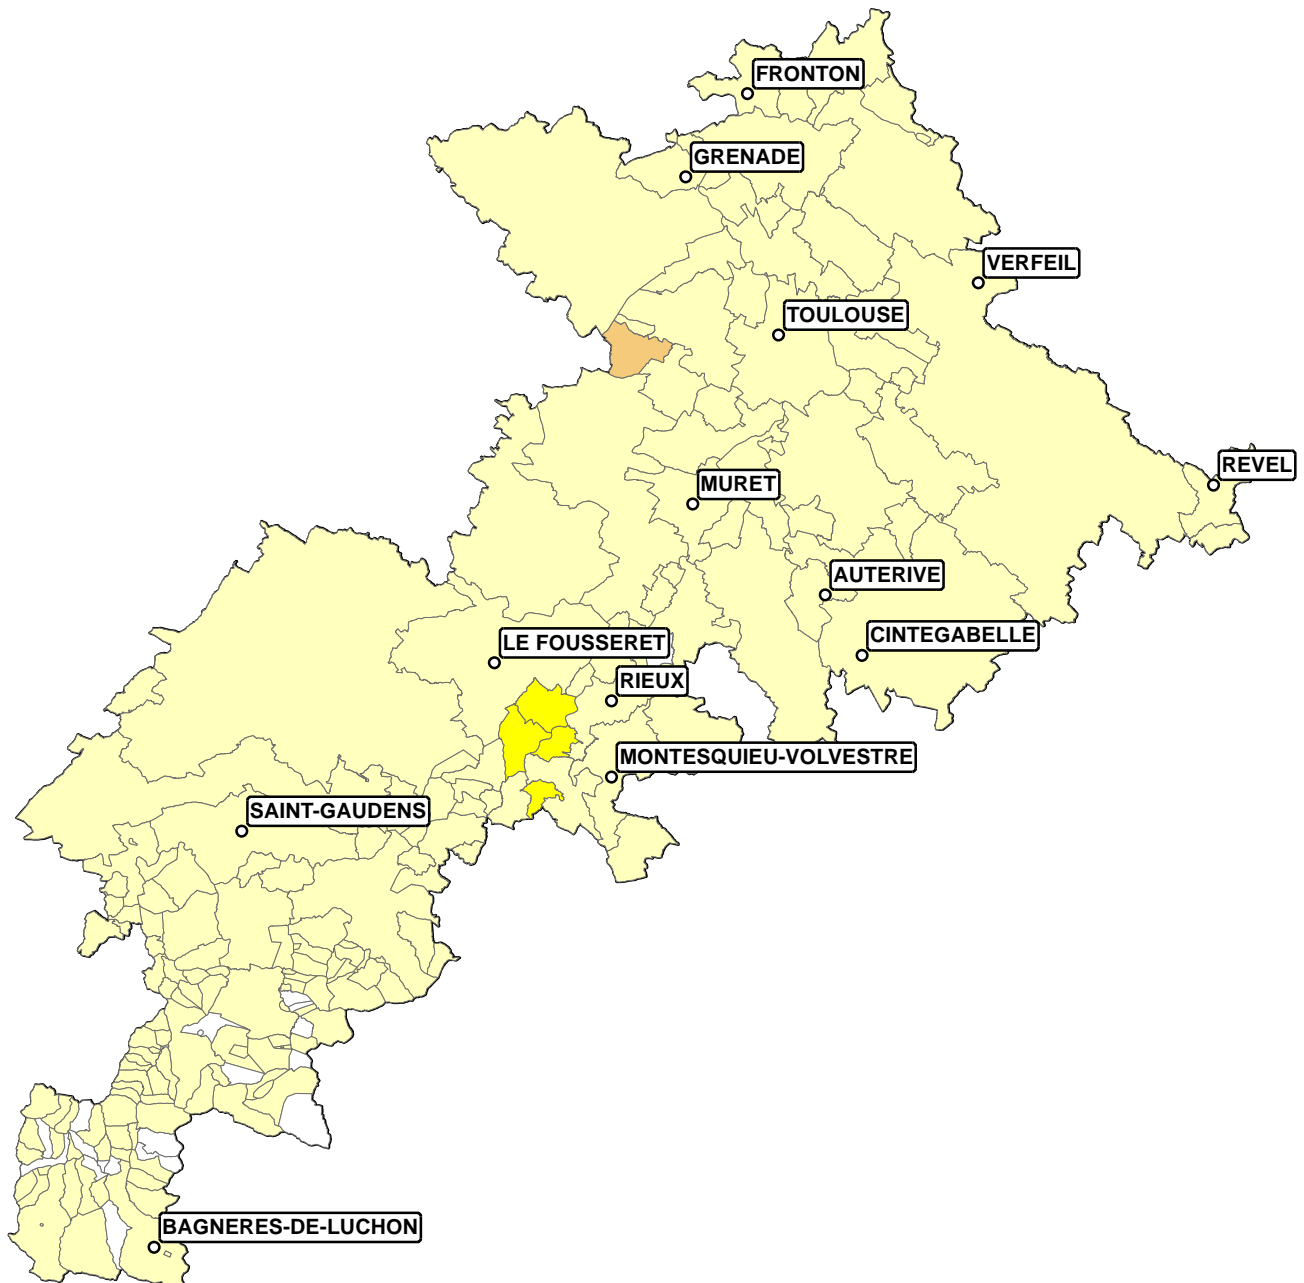 FRONTON
GRENADE
VERFEIL
TOULOUSE
REVEL
MURET
AUTERIVE
CINTEGABELLE
LE FOUSSERET
RIEUX
MONTESQUIEU-VOLVESTRE
SAINT-GAUDENS
BAGNERES-DE-LUCHON